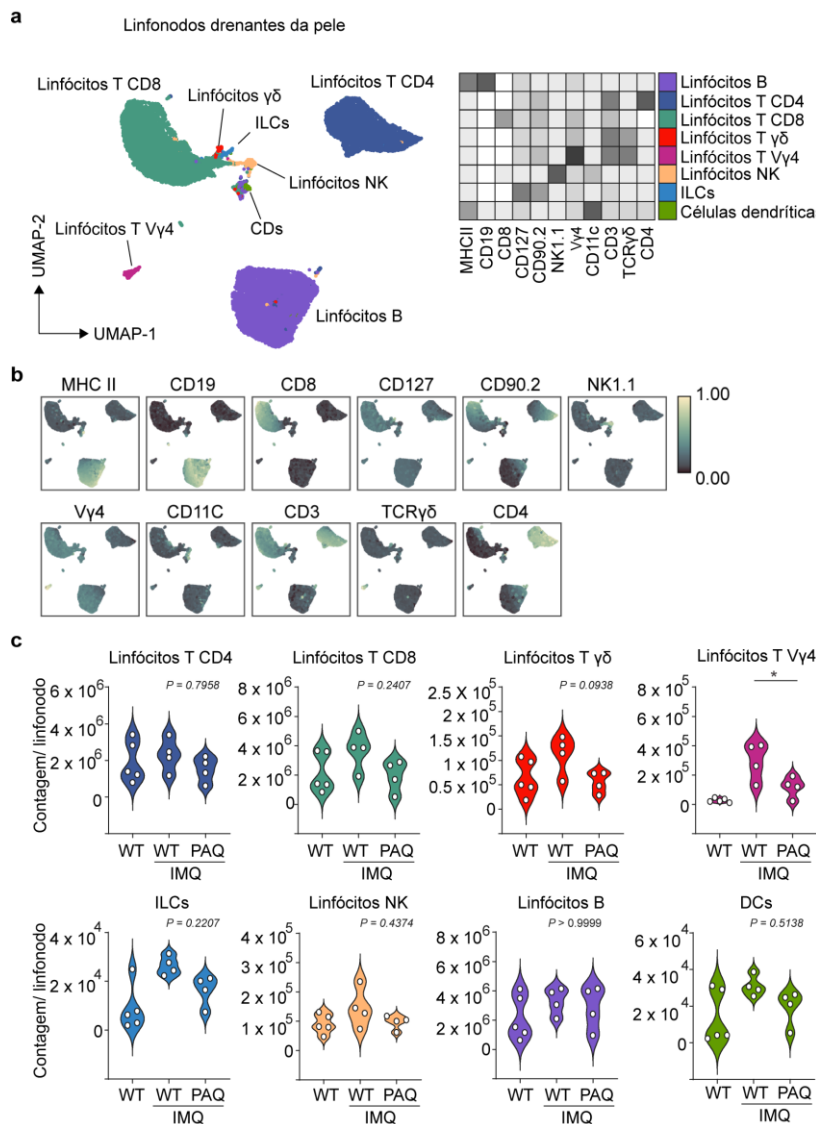 a
Linfonodos drenantes da pele
Linfócitos T CD8
Linfócitos γδ
ILCs
Linfócitos T CD4
Linfócitos NK
CDs
Linfócitos T Vγ4
Linfócitos B
UMAP-2
UMAP-1
Linfócitos B
Linfócitos T CD4
Linfócitos T CD8
Linfócitos T γδ
Linfócitos T Vγ4
Linfócitos NK
ILCs
Células dendrítica
MHCII CD19 CD8 CD127 CD90.2 NK1.1 Vγ4 CD11c CD3 TCRγδ CD4
b
MHC II CD19 CD8 CD127 CD90.2 NK1.1
1.00
0.00
Vγ4 CD11C CD3 TCRγδ CD4
c
Contagem/ linfonodo
Linfócitos T CD4
P = 0.7958
6 x 10^6
4 x 10^6
2 x 10^6
0
WT WT PAQ
IMQ
Linfócitos T CD8
P = 0.2407
8 x 10^6
6 x 10^6
4 x 10^6
2 x 10^6
0
WT WT PAQ
IMQ
Linfócitos T γδ
P = 0.0938
2.5 X 10^5
2.0 x 10^5
1.5 x 10^5
1.0 x 10^5
0.5 x 10^5
0
WT WT PAQ
IMQ
Linfócitos T Vγ4
*
8 x 10^5
6 x 10^5
4 x 10^5
2 x 10^5
0
WT WT PAQ
IMQ
Contagem/ linfonodo
ILCs
P = 0.2207
4 x 10^4
2 x 10^4
0
WT WT PAQ
IMQ
Linfócitos NK
P = 0.4374
4 x 10^5
3 x 10^5
2 x 10^5
1 x 10^5
0
WT WT PAQ
IMQ
Linfócitos B
P > 0.9999
8 x 10^6
6 x 10^6
4 x 10^6
2 x 10^6
0
WT WT PAQ
IMQ
DCs
P = 0.5138
6 x 10^4
4 x 10^4
2 x 10^4
0
WT WT PAQ
IMQ